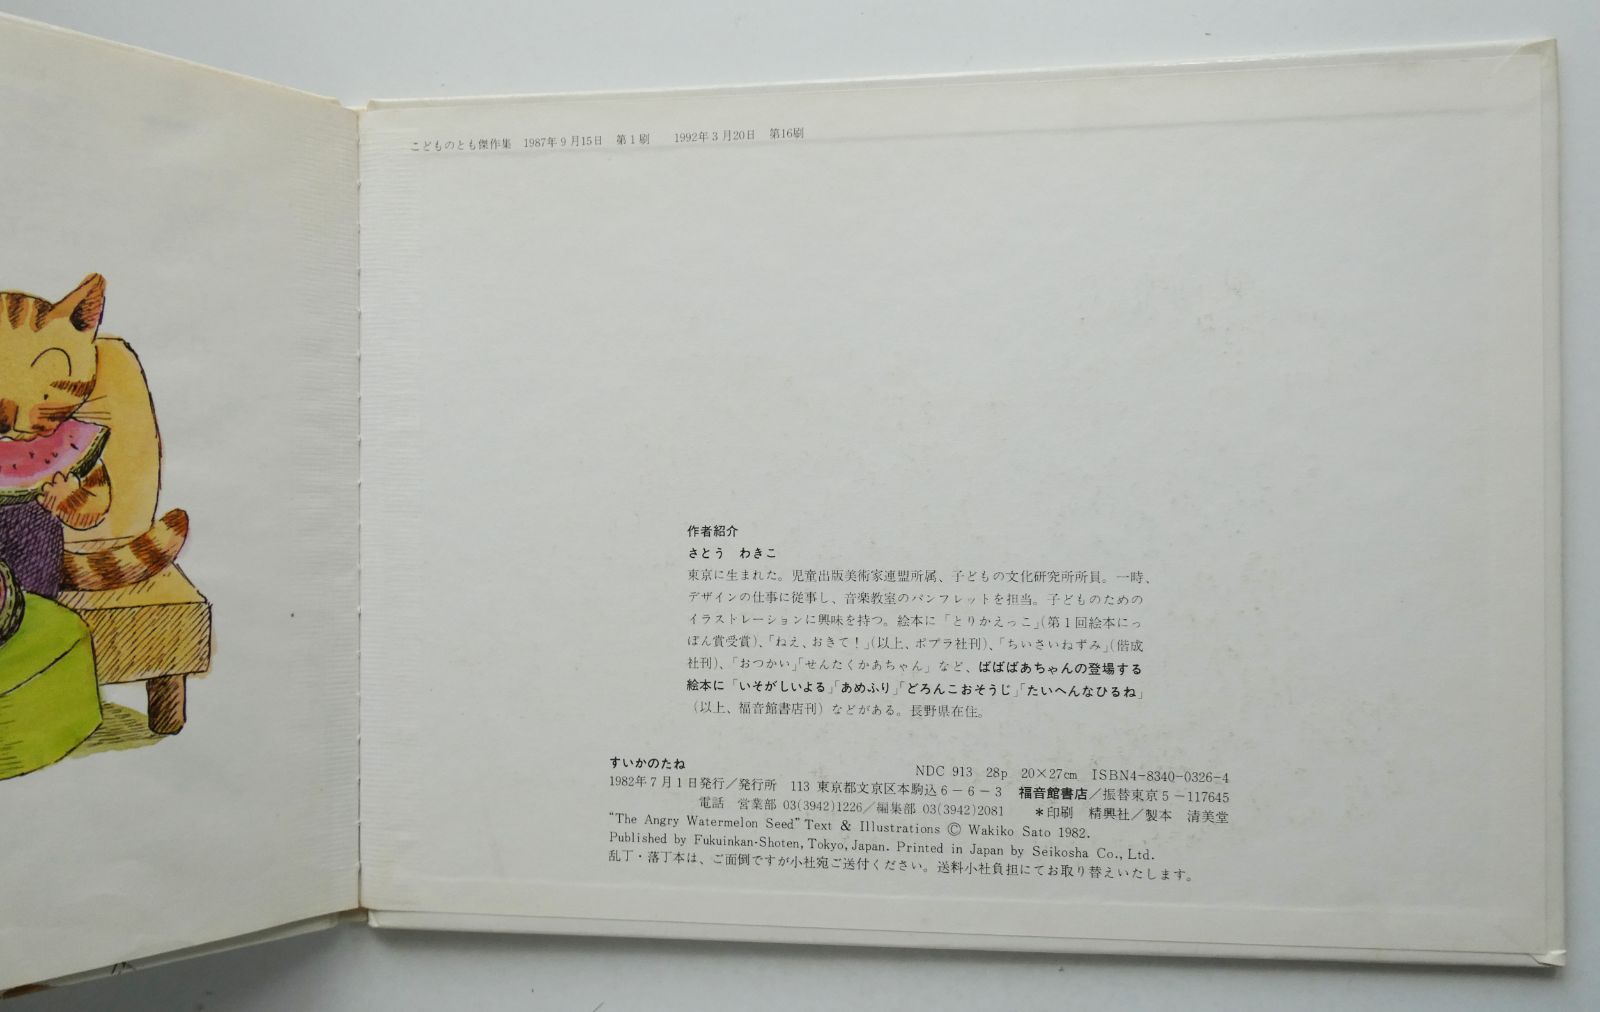 こどものとも傑作集　1987年9月15日　第1刷　　1992年3月20日　第16刷
作者紹介
さとう　わきこ
東京に生まれた。児童出版美術家連盟所属、子どもの文化研究所所員。一時、
デザインの仕事に従事し、音楽教室のパンフレットを担当。子どものための
イラストレーションに興味を持つ。絵本に「とりかえっこ」(第1回絵本にっ
ぽん賞受賞)、「ねえ、おきて！」(以上、ポプラ社刊)、「ちいさいねずみ」(偕成
社刊)、「おつかい」「せんたくかあちゃん」など、ばばばあちゃんの登場する
絵本に「いそがしいよる」「あめふり」「どろんこおそうじ」「たいへんなひるね」
(以上、福音館書店刊）などがある。長野県在住。
すいかのたね
NDC 913　28p　20×27cm　ISBN4-8340-0326-4
1982年7月1日発行／発行所　113 東京都文京区本駒込6－6－3　福音館書店／振替東京5－117645
電話　営業部 03(3942)1226／編集部 03(3942)2081　＊印刷　精興社／製本　清美堂
“The Angry Watermelon Seed” Text & Illustrations © Wakiko Sato 1982.
Published by Fukuinkan-Shoten, Tokyo, Japan. Printed in Japan by Seikosha Co., Ltd.
乱丁・落丁本は、ご面倒ですが小社宛ご送付ください。送料小社負担にてお取り替えいたします。